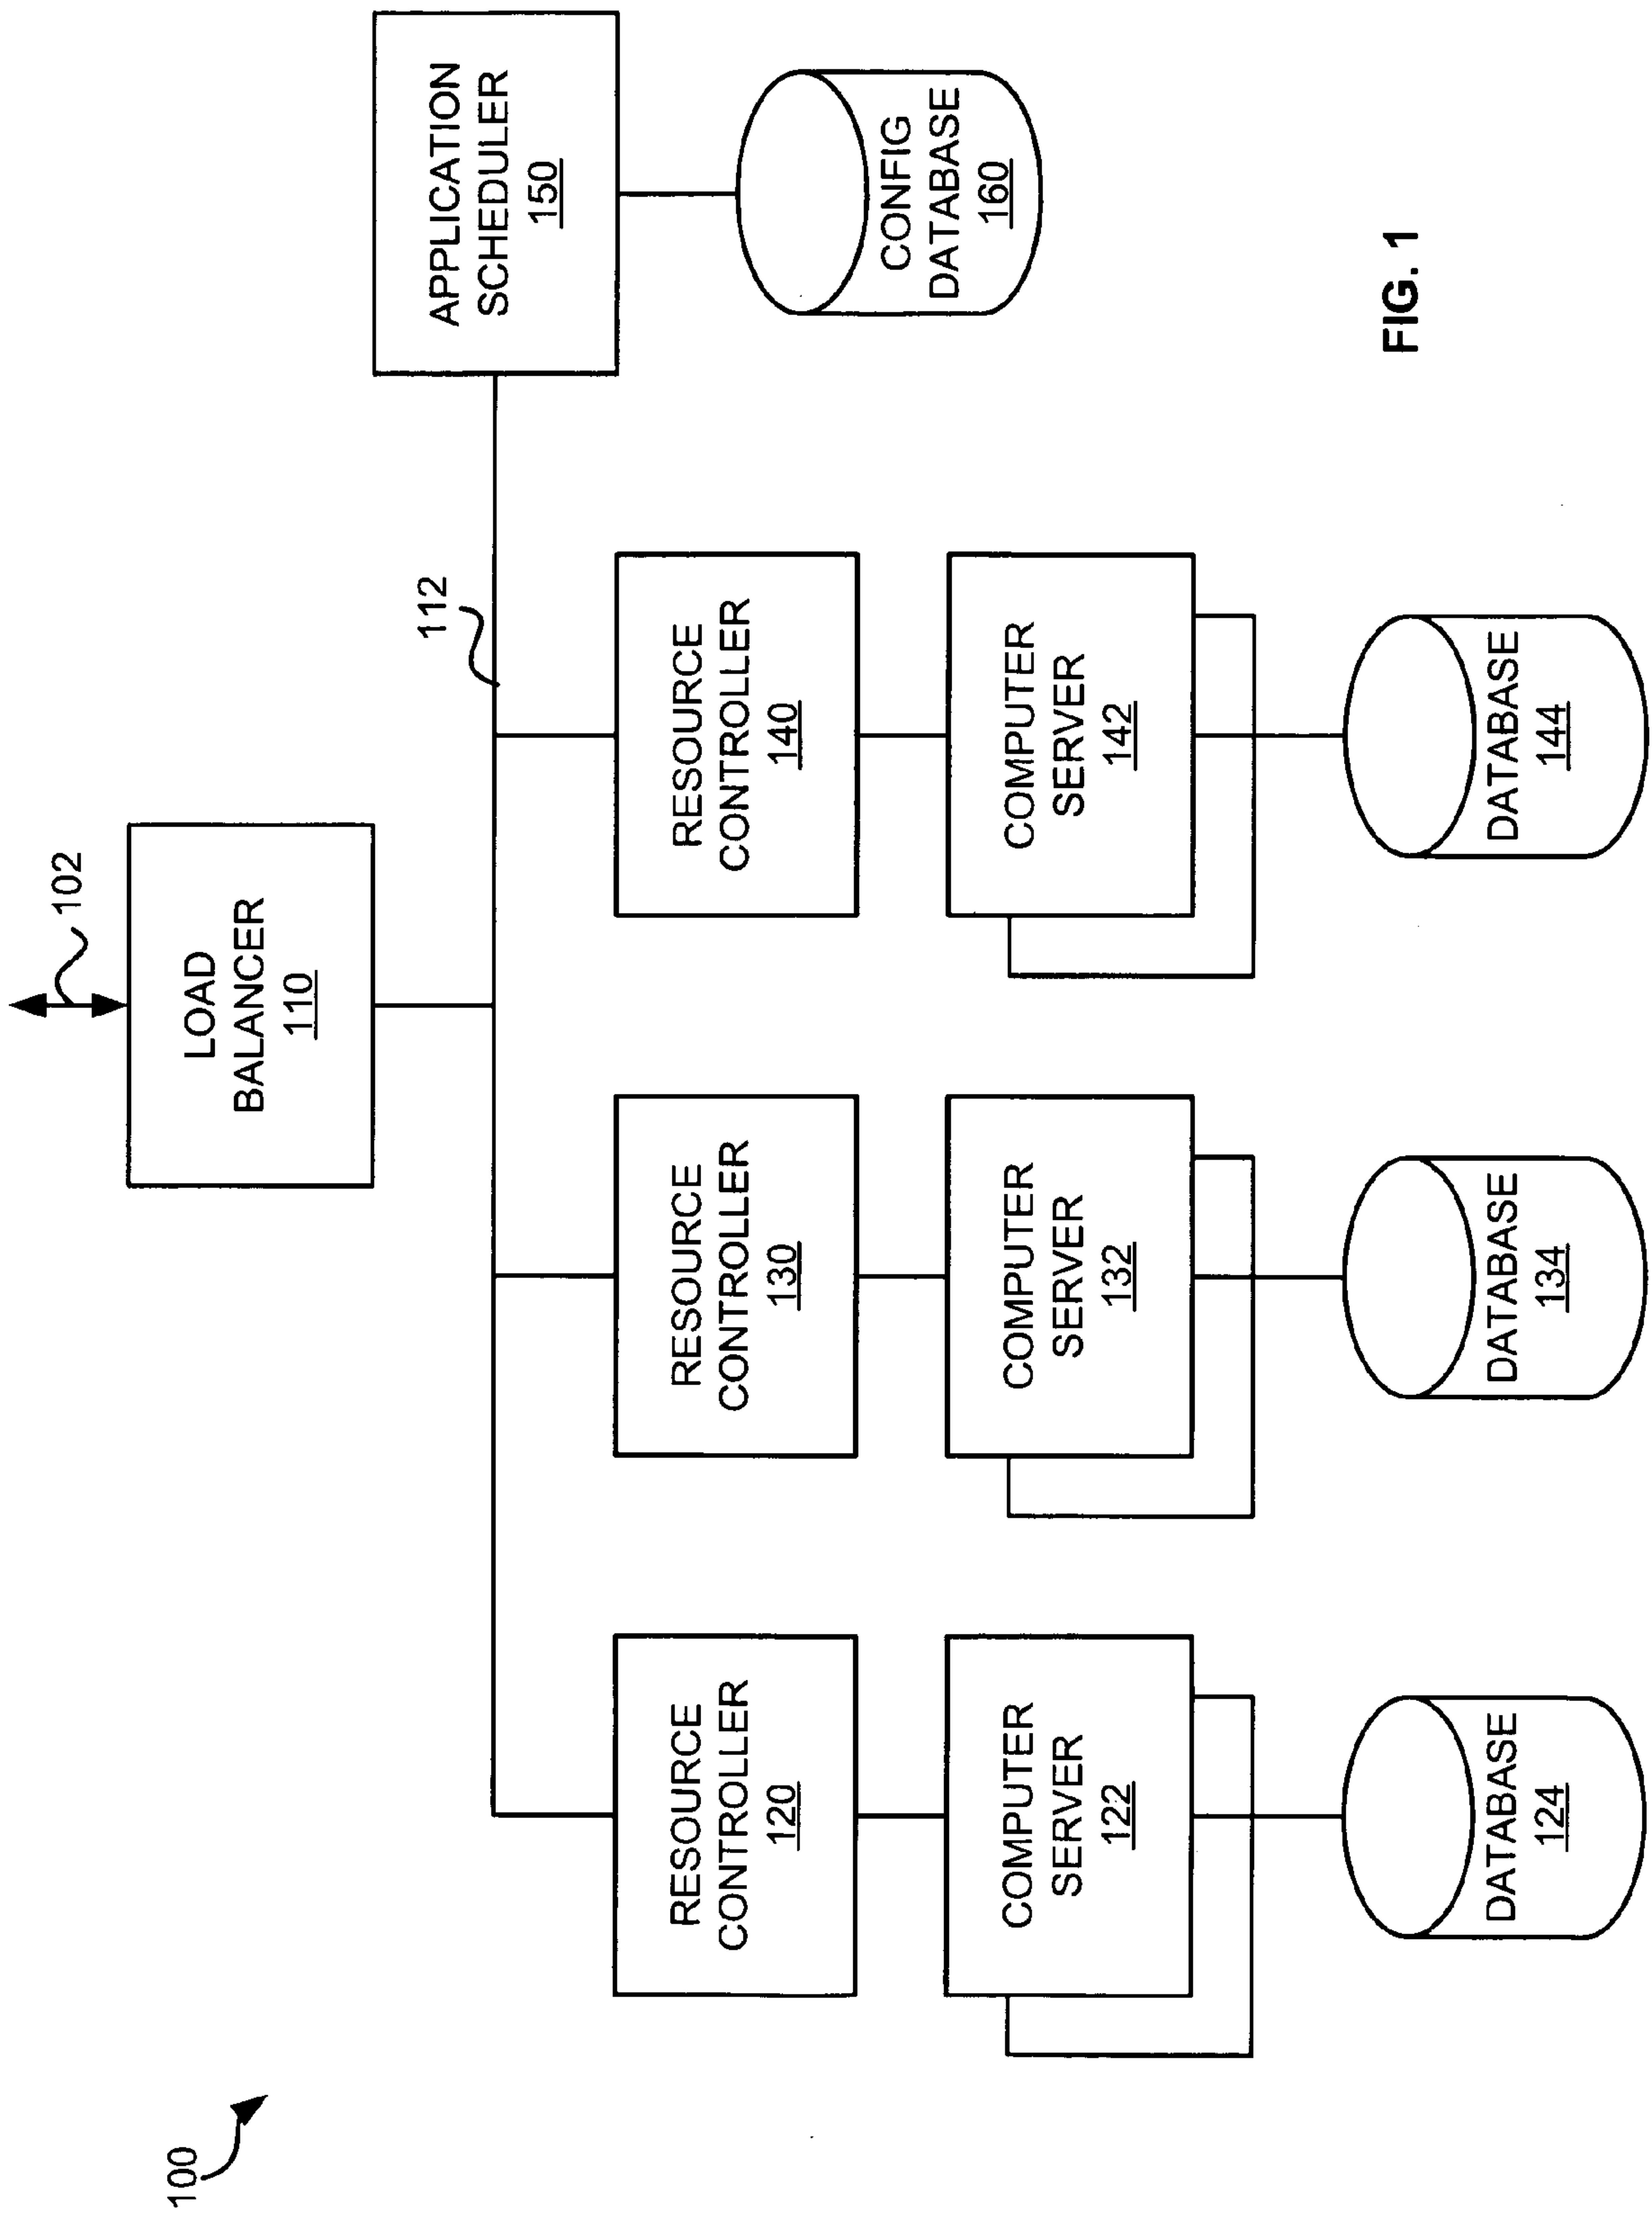 100
102
LOAD
BALANCER
110
112
APPLICATION
SCHEDULER
150
RESOURCE
CONTROLLER
120
RESOURCE
CONTROLLER
130
RESOURCE
CONTROLLER
140
CONFIG
DATABASE
160
COMPUTER
SERVER
122
COMPUTER
SERVER
132
COMPUTER
SERVER
142
DATABASE
124
DATABASE
134
DATABASE
144
FIG. 1